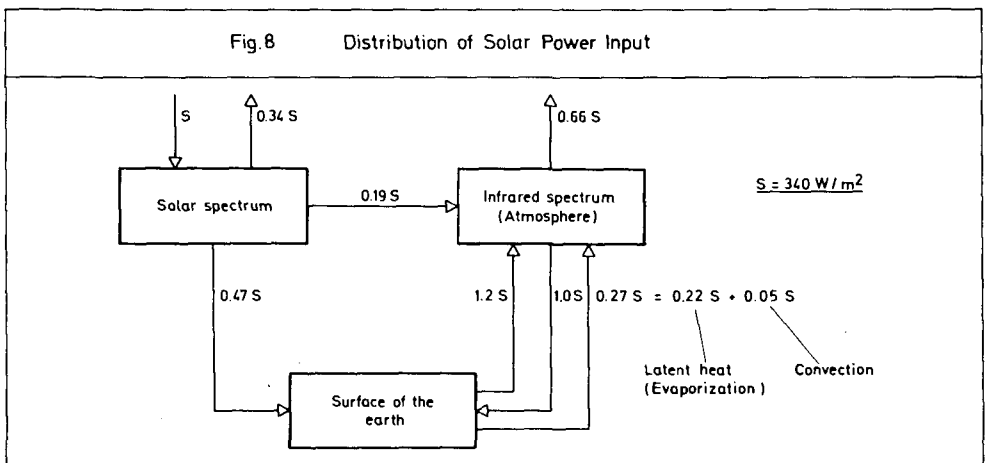 Fig.8 Distribution of Solar Power Input
S
0.34 S
0.66 S
Solar spectrum
0.19 S
Infrared spectrum
(Atmosphere)
S = 340 W/m²
0.47 S
1.2 S
1.0 S
0.27 S = 0.22 S + 0.05 S
Latent heat
(Evaporization)
Convection
Surface of the
earth